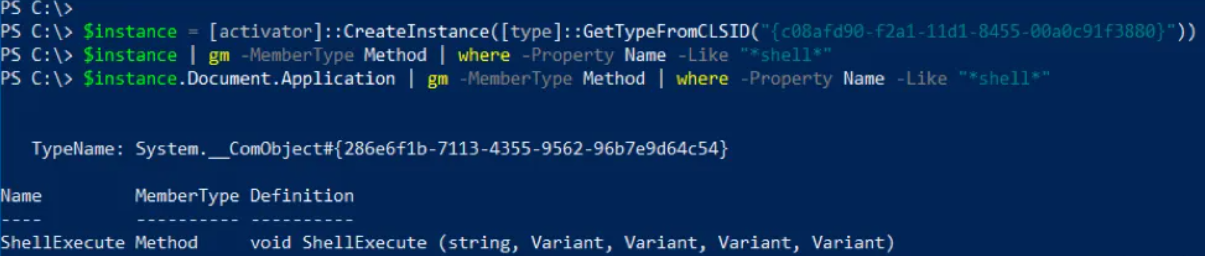 PS C:\>
PS C:\> $instance = [activator]::CreateInstance([type]::GetTypeFromCLSID("{c08afd90-f2a1-11d1-8455-00a0c91f3880}"))
PS C:\> $instance | gm -MemberType Method | where -Property Name -Like "*shell*"
PS C:\> $instance.Document.Application | gm -MemberType Method | where -Property Name -Like "*shell*"
TypeName: System.__ComObject#{286e6f1b-7113-4355-9562-96b7e9d64c54}
Name MemberType Definition
---- ---------- ----------
ShellExecute Method void ShellExecute (string, Variant, Variant, Variant, Variant)